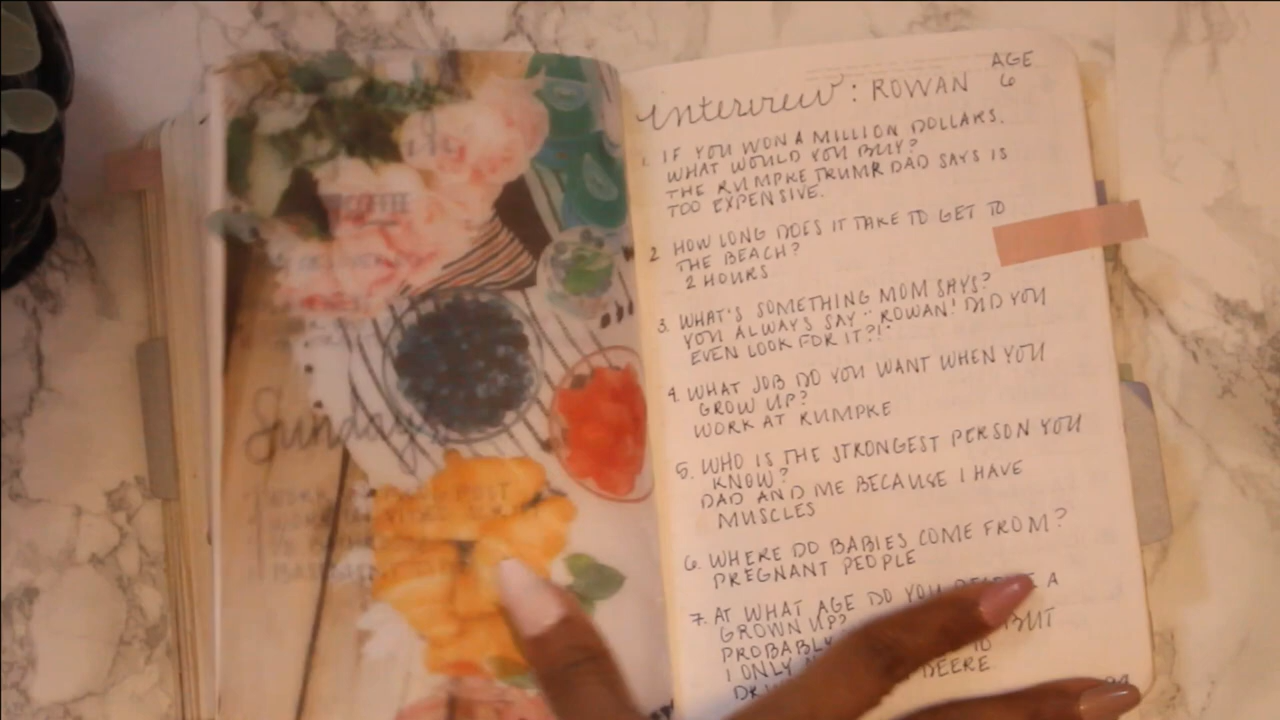 COFFEE
Sunday
Interview: ROWAN AGE 6
1. IF YOU WON A MILLION DOLLARS,
WHAT WOULD YOU BUY?
THE RUMPKE TRUMR DAD SAYS IS
TOO EXPENSIVE.
2 HOW LONG DOES IT TAKE TO GET TO
THE BEACH?
2 HOURS
3. WHAT'S SOMETHING MOM SAYS?
YOU ALWAYS SAY "ROWAN! DID YOU
EVEN LOOK FOR IT?!"
4. WHAT JOB DO YOU WANT WHEN YOU
GROW UP?
WORK AT RUMPKE
5. WHO IS THE STRONGEST PERSON YOU
KNOW?
DAD AND ME BECAUSE I HAVE
MUSCLES
6. WHERE DO BABIES COME FROM?
PREGNANT PEOPLE
7. AT WHAT AGE DO YOU A
GROWN UP?
PROBABLY BUT
I ONLY TO
DEERE